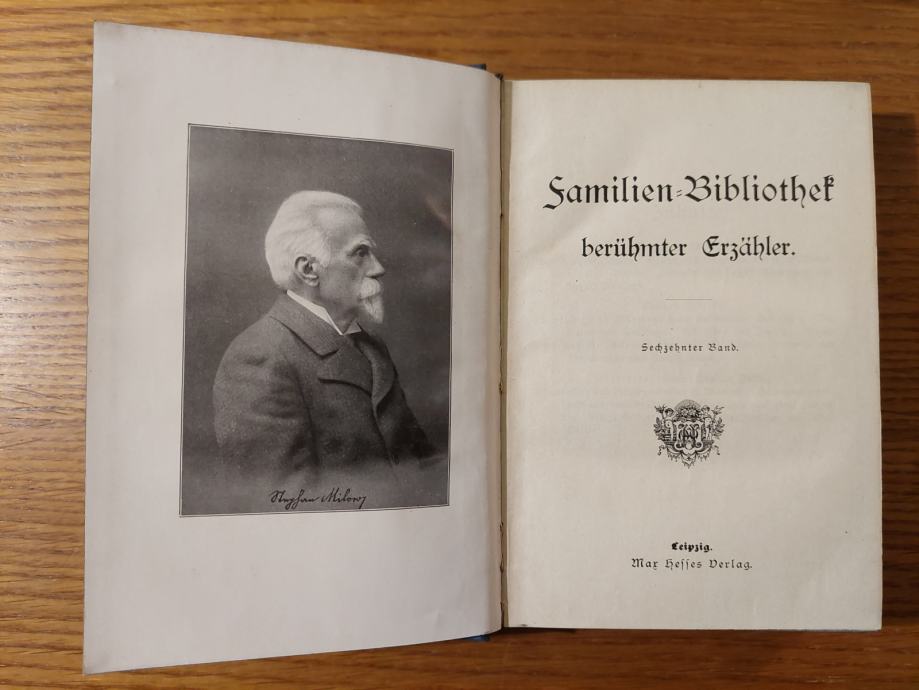 Stephan Milow
Familien-Bibliothek
berühmter Erzähler.
Sechzehnter Band.
Leipzig.
Max Hesses Verlag.